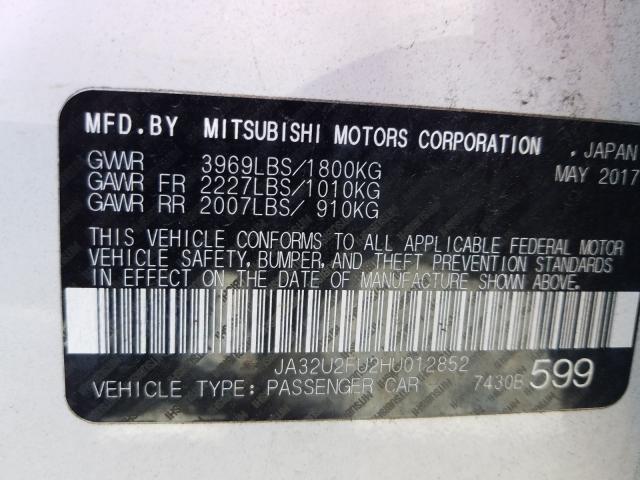 MFD.BY MITSUBISHI MOTORS CORPORATION , JAPAN
GVWR 3969LBS/1800KG MAY 2017
GAWR FR 2227LBS/1010KG
GAWR RR 2007LBS/ 910KG
THIS VEHICLE CONFORMS TO ALL APPLICABLE FEDERAL MOTOR
VEHICLE SAFETY, BUMPER, AND THEFT PREVENTION STANDARDS
IN EFFECT ON THE DATE OF MANUFACTURE SHOWN ABOVE.
JA32U2FU2HU012852
VEHICLE TYPE: PASSENGER CAR 7430B599